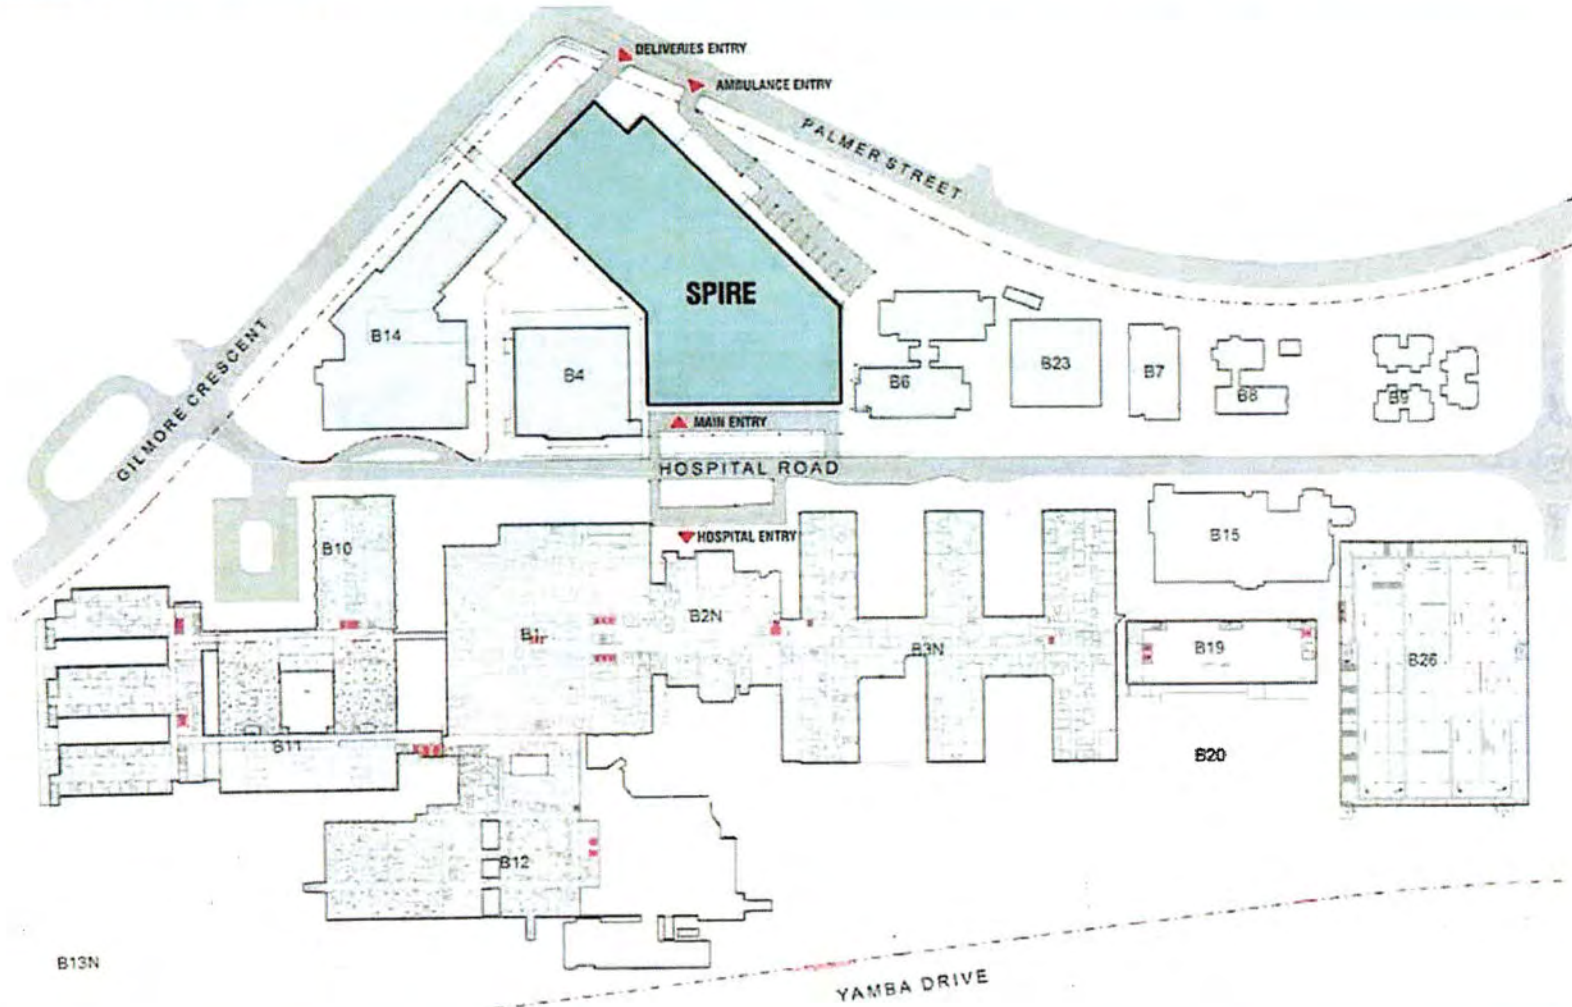 DELIVERIES ENTRY
AMBULANCE ENTRY
PALMER STREET
SPIRE
B14
B4
B6
B23
B7
B8
B9
GILMORE CRESCENT
MAIN ENTRY
HOSPITAL ROAD
HOSPITAL ENTRY
B10
B15
B1
B2N
B3N
B19
B26
B11
B20
B12
B13N
YAMBA DRIVE